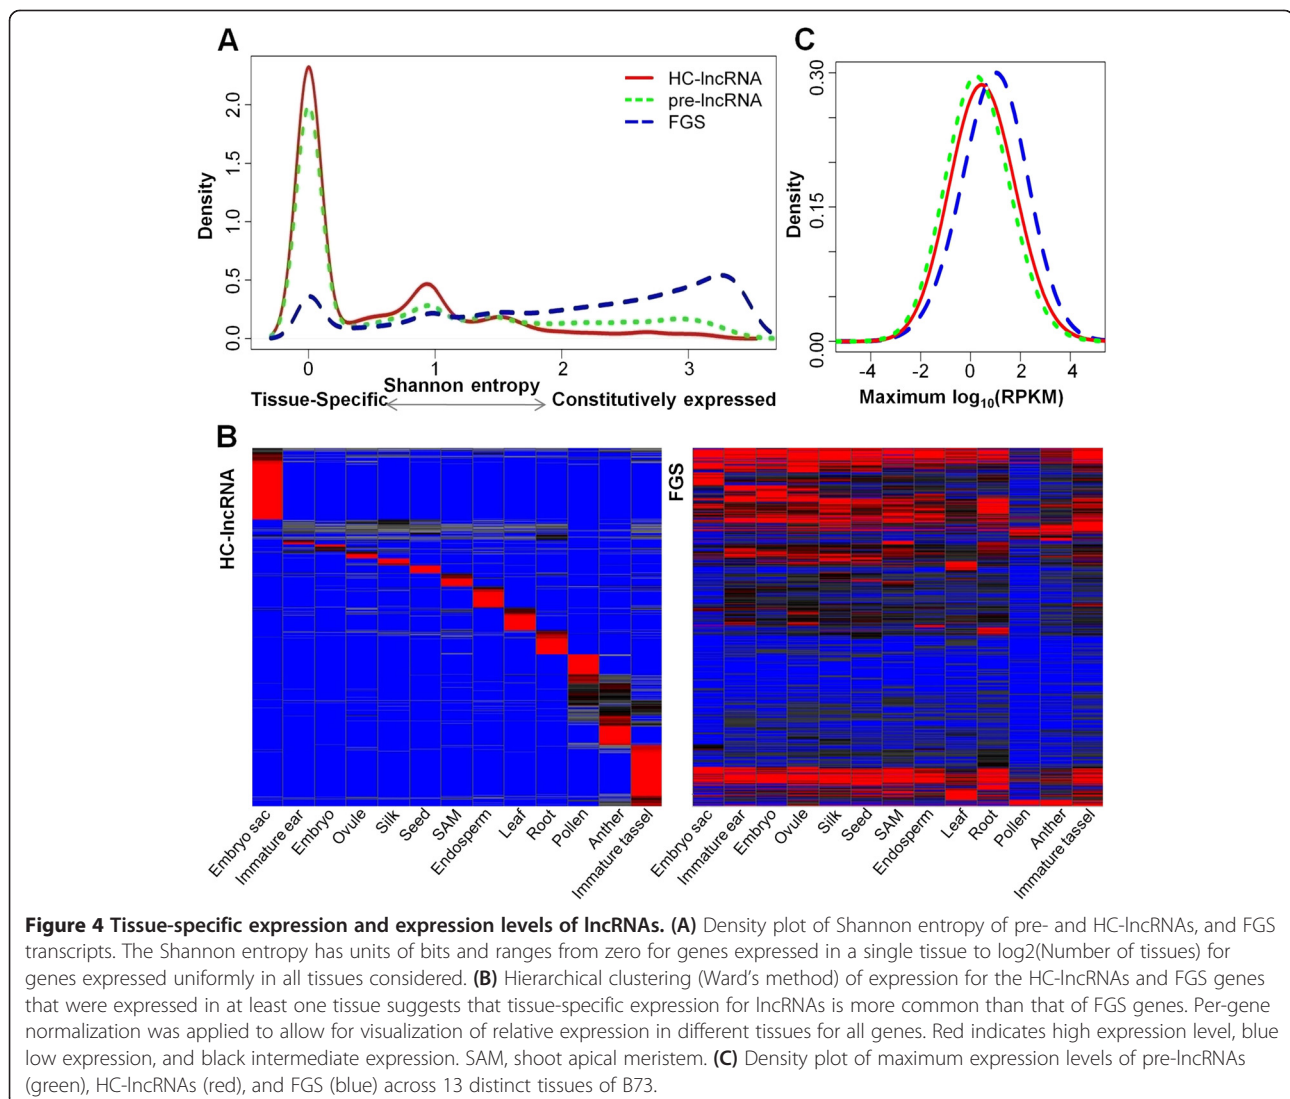 A
HC-lncRNA
pre-lncRNA
FGS
Density
0.0
0.5
1.0
1.5
2.0
0
1
2
3
Shannon entropy
Tissue-Specific
Constitutively expressed
C
Density
0.00
0.15
0.30
-4
-2
0
2
4
Maximum log10(RPKM)
B
HC-lncRNA
Embryo sac
Immature ear
Embryo
Ovule
Silk
Seed
SAM
Endosperm
Leaf
Root
Pollen
Anther
Immature tassel
FGS
Embryo sac
Immature ear
Embryo
Ovule
Silk
Seed
SAM
Endosperm
Leaf
Root
Pollen
Anther
Immature tassel
Figure 4 Tissue-specific expression and expression levels of lncRNAs. (A) Density plot of Shannon entropy of pre- and HC-lncRNAs, and FGS
transcripts. The Shannon entropy has units of bits and ranges from zero for genes expressed in a single tissue to log2(Number of tissues) for
genes expressed uniformly in all tissues considered. (B) Hierarchical clustering (Ward's method) of expression for the HC-lncRNAs and FGS genes
that were expressed in at least one tissue suggests that tissue-specific expression for lncRNAs is more common than that of FGS genes. Per-gene
normalization was applied to allow for visualization of relative expression in different tissues for all genes. Red indicates high expression level, blue
low expression, and black intermediate expression. SAM, shoot apical meristem. (C) Density plot of maximum expression levels of pre-lncRNAs
(green), HC-lncRNAs (red), and FGS (blue) across 13 distinct tissues of B73.